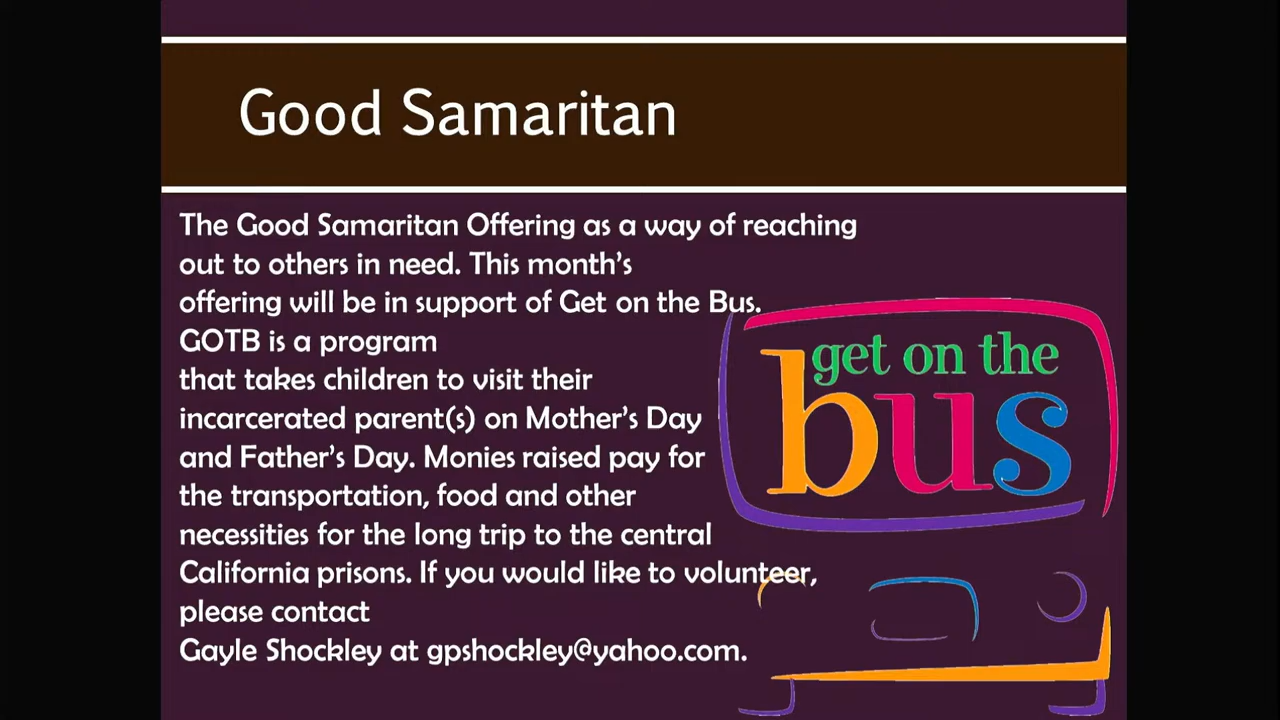 Good Samaritan
The Good Samaritan Offering as a way of reaching
out to others in need. This month's
offering will be in support of Get on the Bus.
GOTB is a program
that takes children to visit their
incarcerated parent(s) on Mother's Day
and Father's Day. Monies raised pay for
the transportation, food and other
necessities for the long trip to the central
California prisons. If you would like to volunteer,
please contact
Gayle Shockley at gpshockley@yahoo.com.
get on the
bus